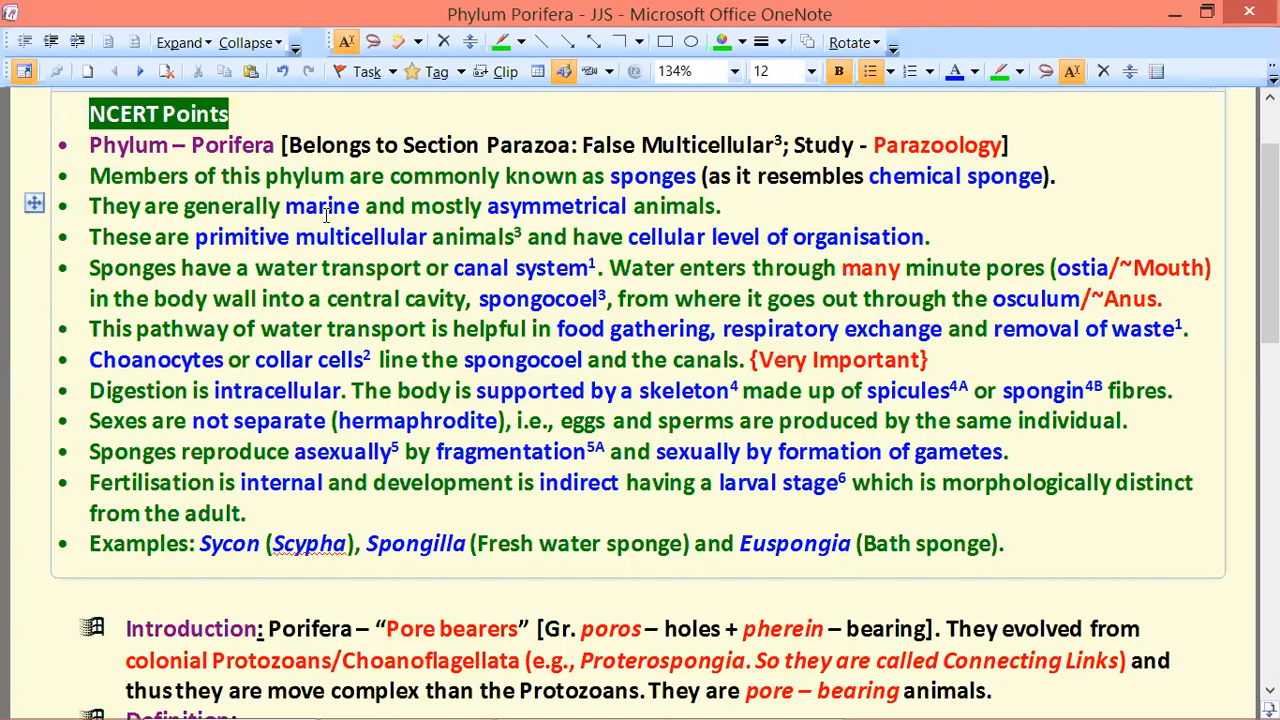 Phylum Porifera - JJS - Microsoft Office OneNote
Expand Collapse Rotate
Task Tag Clip 134% 12 B A
NCERT Points
• Phylum – Porifera [Belongs to Section Parazoa: False Multicellular³; Study - Parazoology]
• Members of this phylum are commonly known as sponges (as it resembles chemical sponge).
• They are generally marine and mostly asymmetrical animals.
• These are primitive multicellular animals³ and have cellular level of organisation.
• Sponges have a water transport or canal system¹. Water enters through many minute pores (ostia/~Mouth)
in the body wall into a central cavity, spongocoel³, from where it goes out through the osculum/~Anus.
• This pathway of water transport is helpful in food gathering, respiratory exchange and removal of waste¹.
• Choanocytes or collar cells² line the spongocoel and the canals. {Very Important}
• Digestion is intracellular. The body is supported by a skeleton⁴ made up of spicules⁴ᴬ or spongin⁴ᴮ fibres.
• Sexes are not separate (hermaphrodite), i.e., eggs and sperms are produced by the same individual.
• Sponges reproduce asexually⁵ by fragmentation⁵ᴬ and sexually by formation of gametes.
• Fertilisation is internal and development is indirect having a larval stage⁶ which is morphologically distinct
from the adult.
• Examples: Sycon (Scypha), Spongilla (Fresh water sponge) and Euspongia (Bath sponge).
Introduction: Porifera – “Pore bearers” [Gr. poros – holes + pherein – bearing]. They evolved from
colonial Protozoans/Choanoflagellata (e.g., Proterospongia. So they are called Connecting Links) and
thus they are move complex than the Protozoans. They are pore – bearing animals.
Definition: